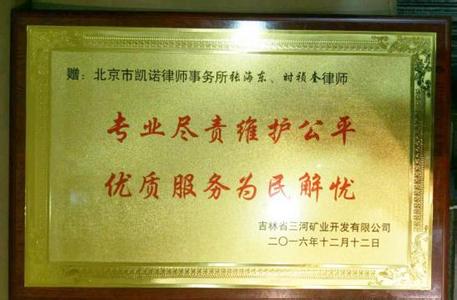 赠：北京市凯诺律师事务所张海东、时祯奎律师
专业尽责维护公平
优质服务为民解忧
吉林省三河矿业开发有限公司
二〇一六年十二月十二日